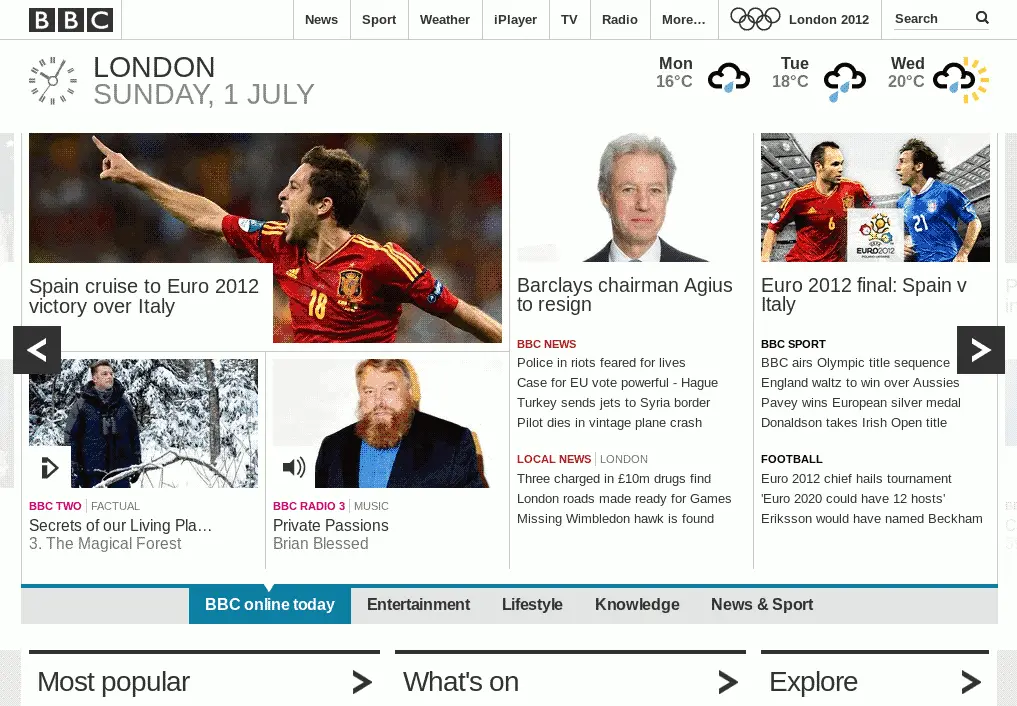 BBC
News
Sport
Weather
iPlayer
TV
Radio
More...
London 2012
Search
LONDON
SUNDAY, 1 JULY
Mon
16°C
Tue
18°C
Wed
20°C
18
Spain cruise to Euro 2012
victory over Italy
BBC TWO FACTUAL
Secrets of our Living Pla...
3. The Magical Forest
BBC RADIO 3 MUSIC
Private Passions
Brian Blessed
Barclays chairman Agius
to resign
BBC NEWS
Police in riots feared for lives
Case for EU vote powerful - Hague
Turkey sends jets to Syria border
Pilot dies in vintage plane crash
LOCAL NEWS LONDON
Three charged in £10m drugs find
London roads made ready for Games
Missing Wimbledon hawk is found
6
21
UEFA
EURO2012
POLAND-UKRAINE
Euro 2012 final: Spain v
Italy
BBC SPORT
BBC airs Olympic title sequence
England waltz to win over Aussies
Pavey wins European silver medal
Donaldson takes Irish Open title
FOOTBALL
Euro 2012 chief hails tournament
'Euro 2020 could have 12 hosts'
Eriksson would have named Beckham
BBC online today
Entertainment
Lifestyle
Knowledge
News & Sport
Most popular
What's on
Explore